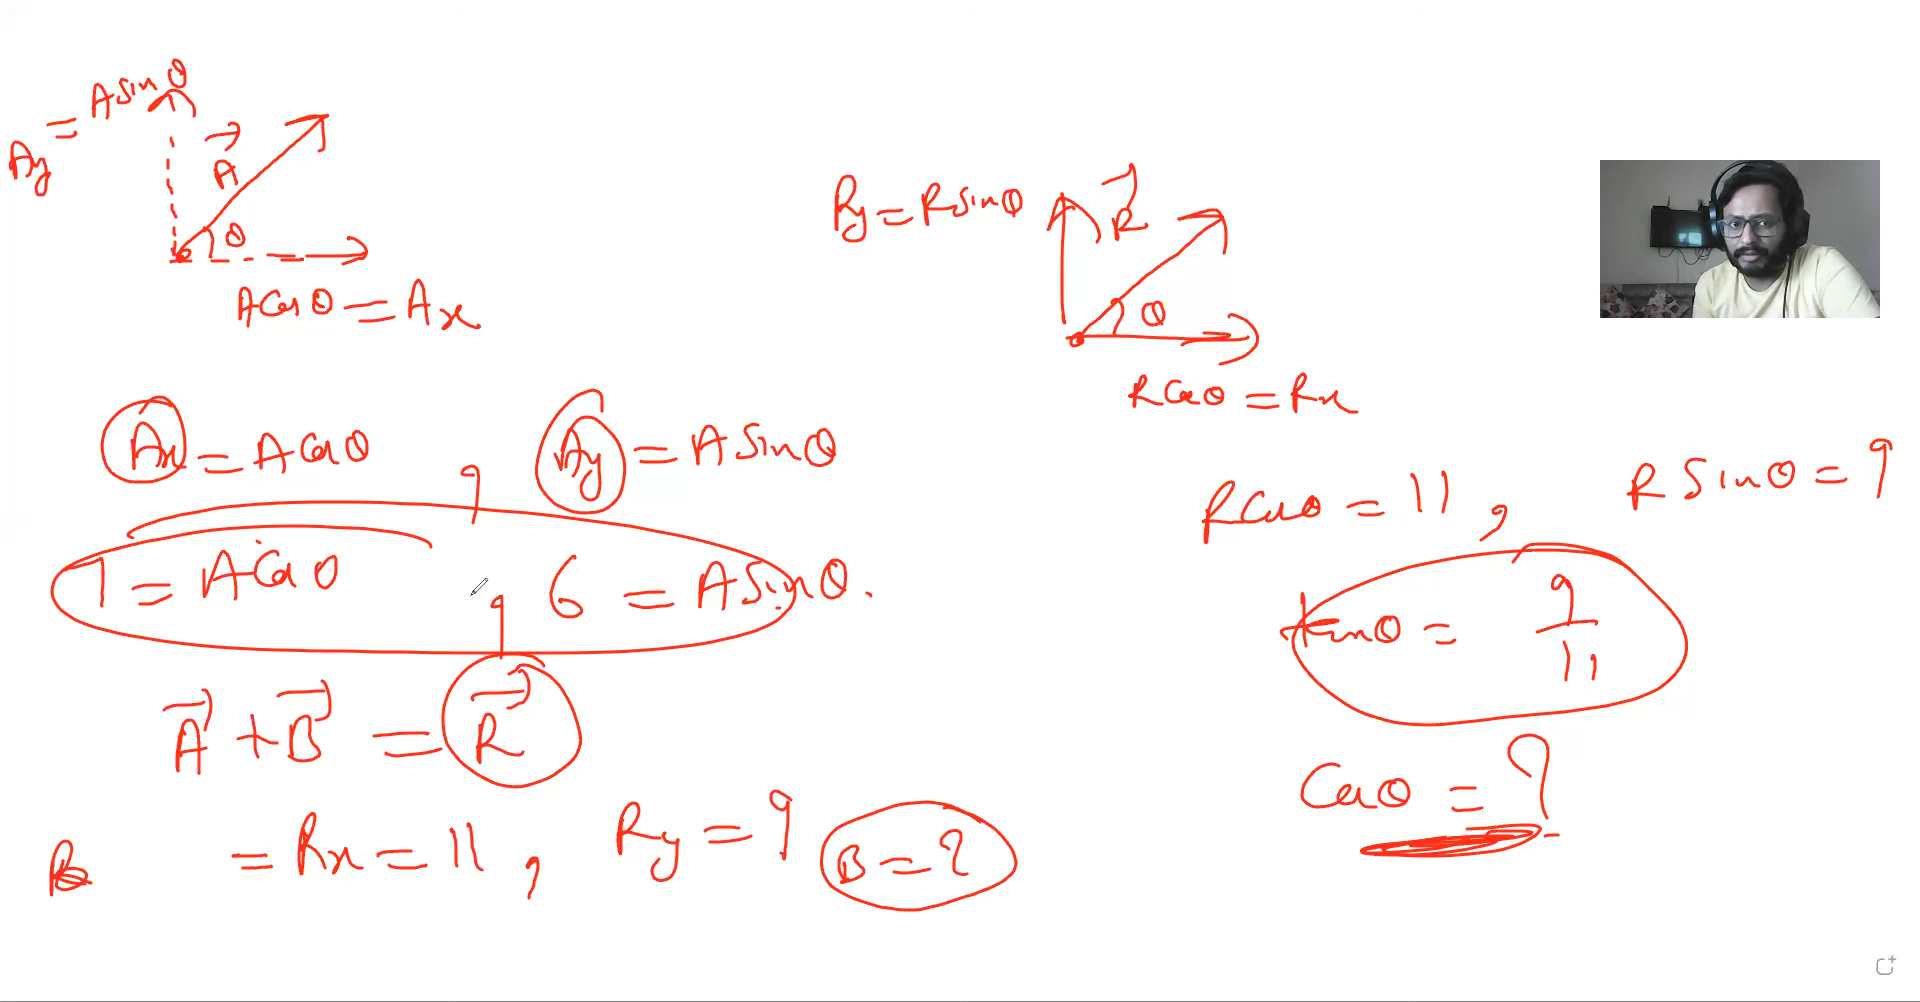 Ay = A sin θ
A
θ
A Cos θ = Ax
Ry = R sin θ
R
θ
R Cos θ = Rx
Ax = A Cos θ , Ay = A sin θ
7 = A Cos θ , 6 = A sin θ.
A + B = R
= Rx = 11 , Ry = 9
B = ?
R Cos θ = 11 , R sin θ = 9
tan θ = 9/11
Cos θ = ?